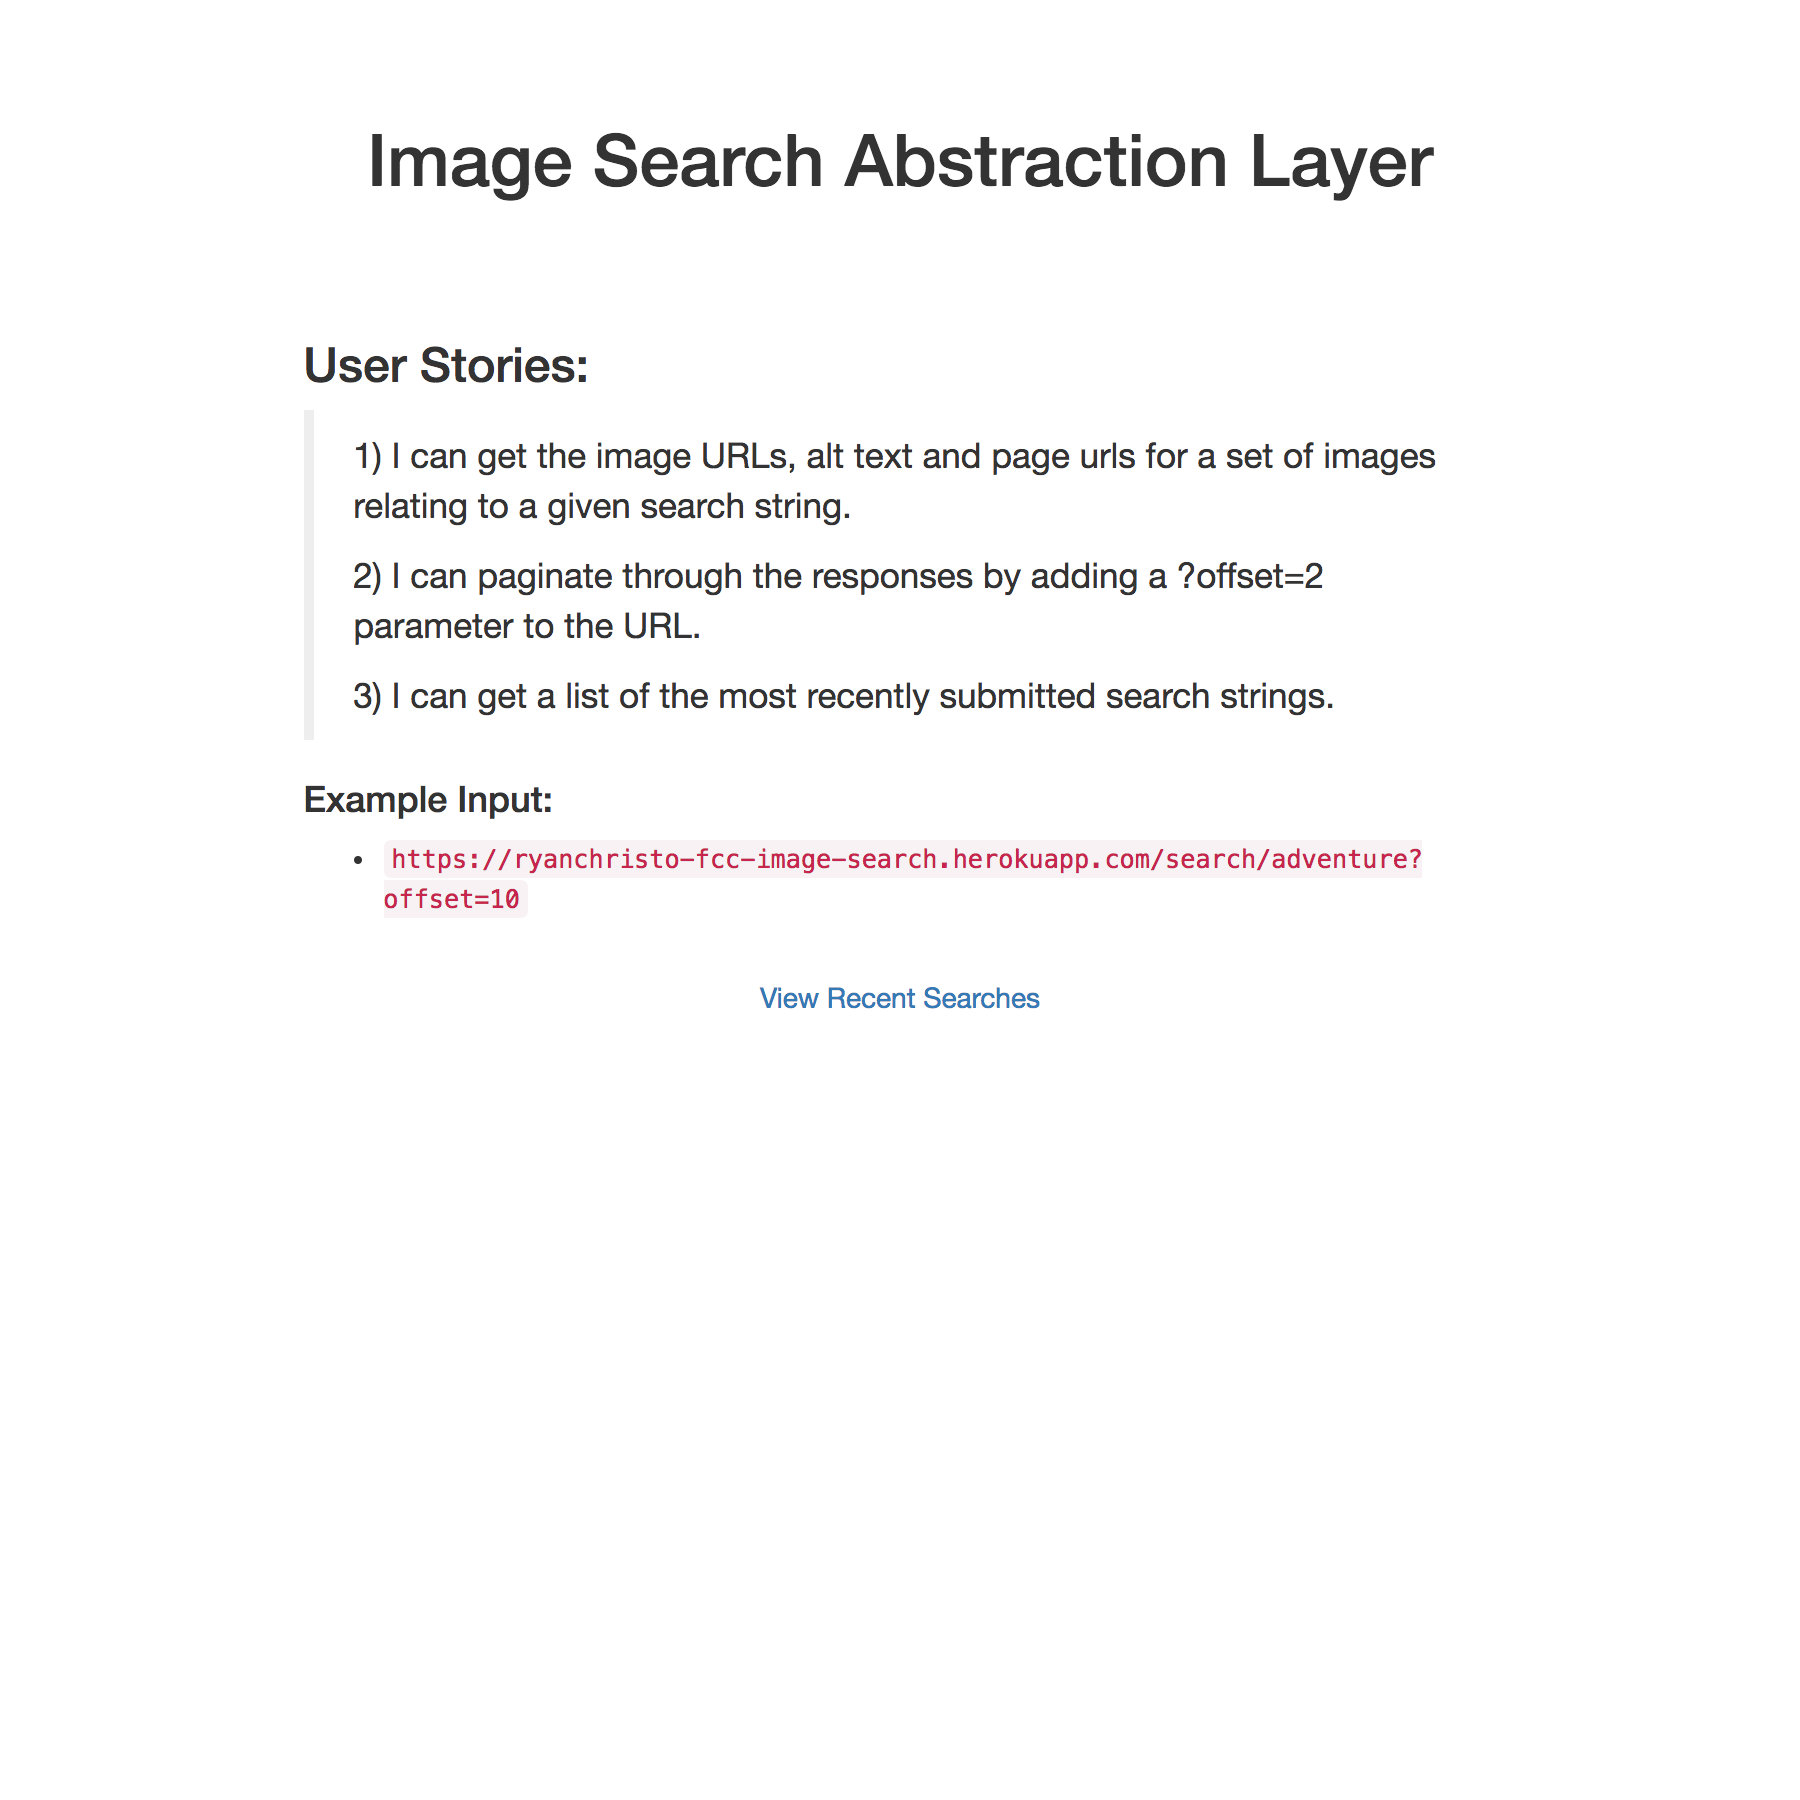 Image Search Abstraction Layer
User Stories:
1) I can get the image URLs, alt text and page urls for a set of images
relating to a given search string.
2) I can paginate through the responses by adding a ?offset=2
parameter to the URL.
3) I can get a list of the most recently submitted search strings.
Example Input:
• https://ryanchristo-fcc-image-search.herokuapp.com/search/adventure?
offset=10
View Recent Searches